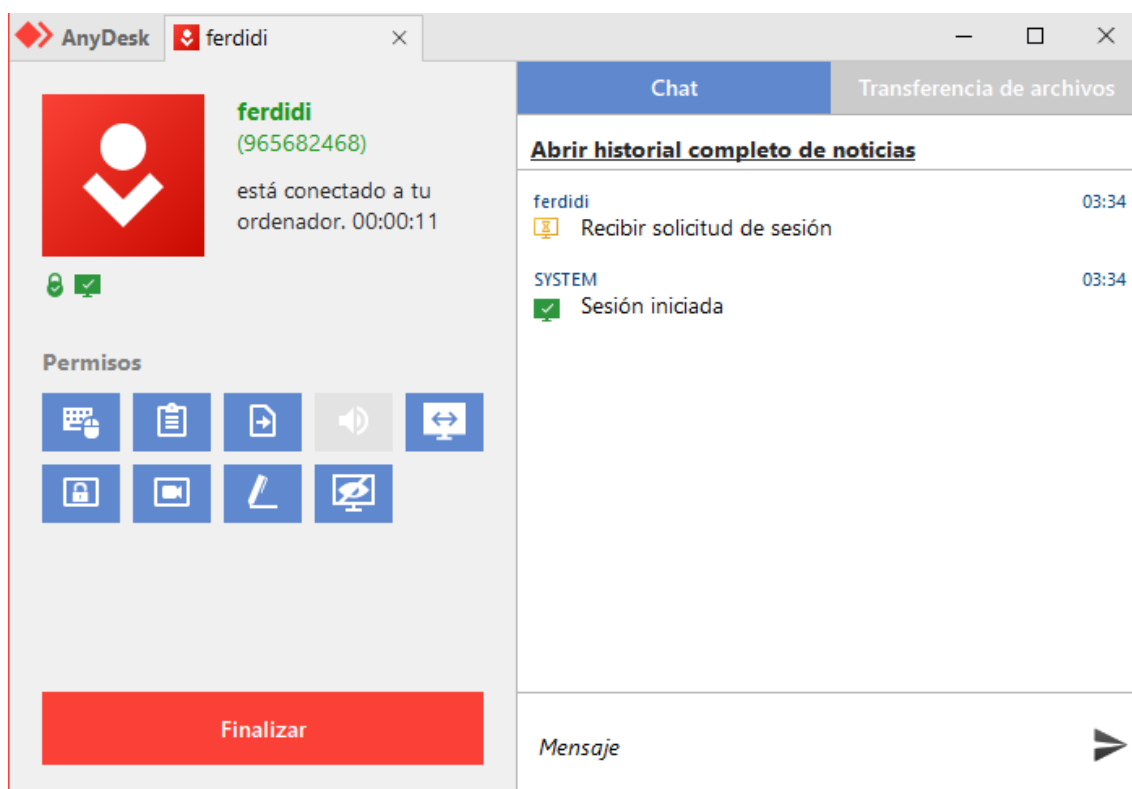 AnyDesk
ferdidi
Chat
Transferencia de archivos
ferdidi
(965682468)
está conectado a tu
ordenador. 00:00:11
Permisos
Finalizar
Abrir historial completo de noticias
ferdidi 03:34
Recibir solicitud de sesión
SYSTEM 03:34
Sesión iniciada
Mensaje